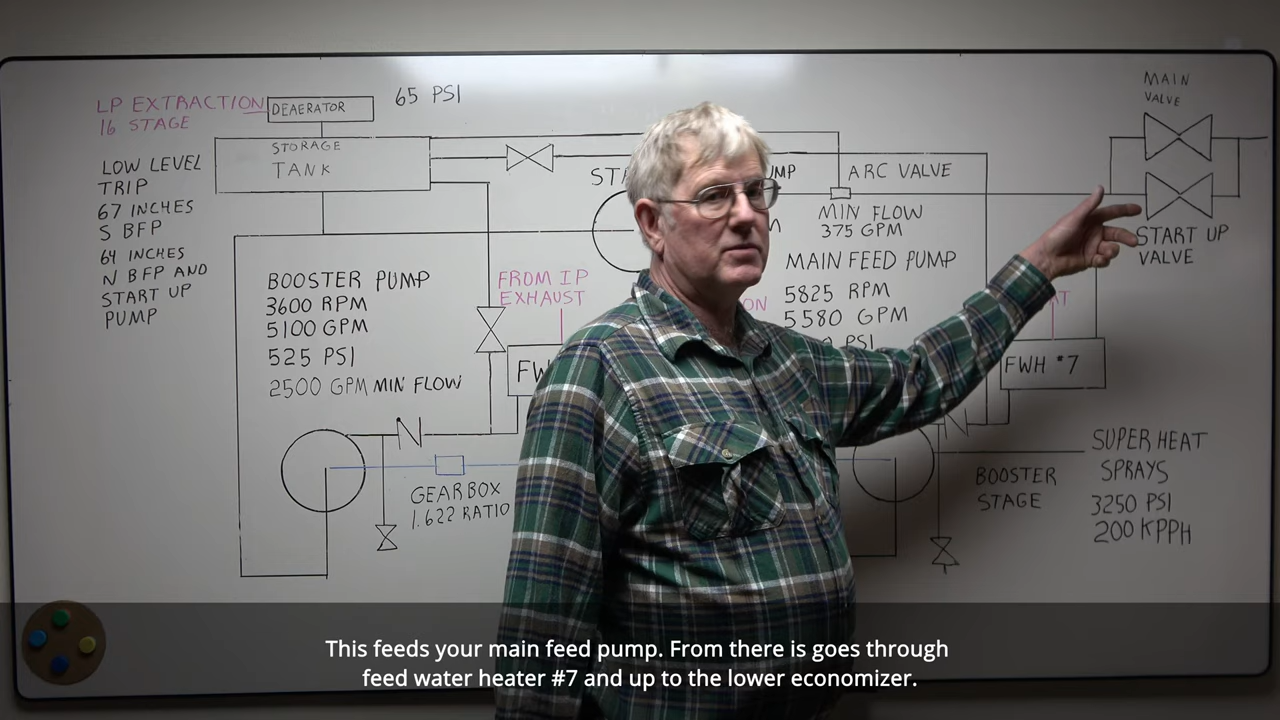 LP EXTRACTION
16 STAGE
DEAERATOR
65 PSI
STORAGE
TANK
LOW LEVEL
TRIP
67 INCHES
S BFP
64 INCHES
N BFP AND
START UP
PUMP
BOOSTER PUMP
3600 RPM
5100 GPM
525 PSI
2500 GPM MIN FLOW
FROM IP
EXHAUST
GEARBOX
1.622 RATIO
ARC VALVE
MIN FLOW
375 GPM
MAIN FEED PUMP
5825 RPM
5580 GPM
PSI
MAIN
VALVE
START UP
VALVE
FWH #7
BOOSTER
STAGE
SUPER HEAT
SPRAYS
3250 PSI
200 KPPH
This feeds your main feed pump. From there is goes through
feed water heater #7 and up to the lower economizer.